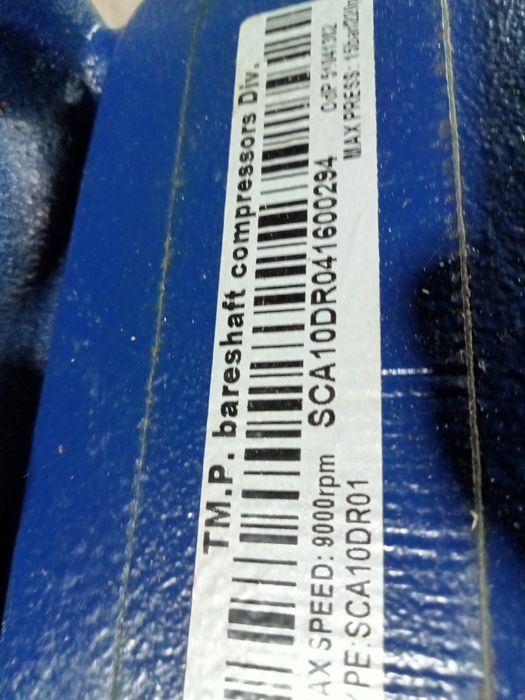 TM.P. bareshaft compressors Div.
SCA10DR041600294
AX SPEED: 9000rpm
MAX PRESS:
YPE:SCA10DR01